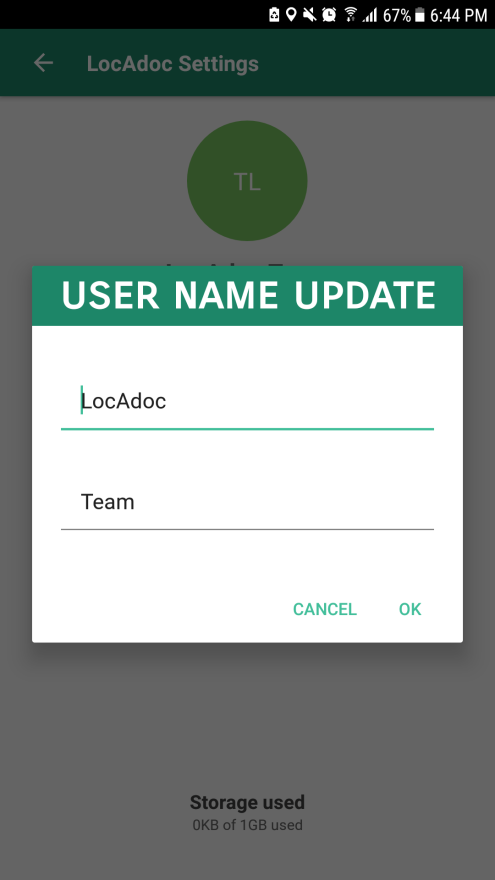 67% 6:44 PM
LocAdoc Settings
TL
USER NAME UPDATE
LocAdoc
Team
CANCEL OK
Storage used
0KB of 1GB used